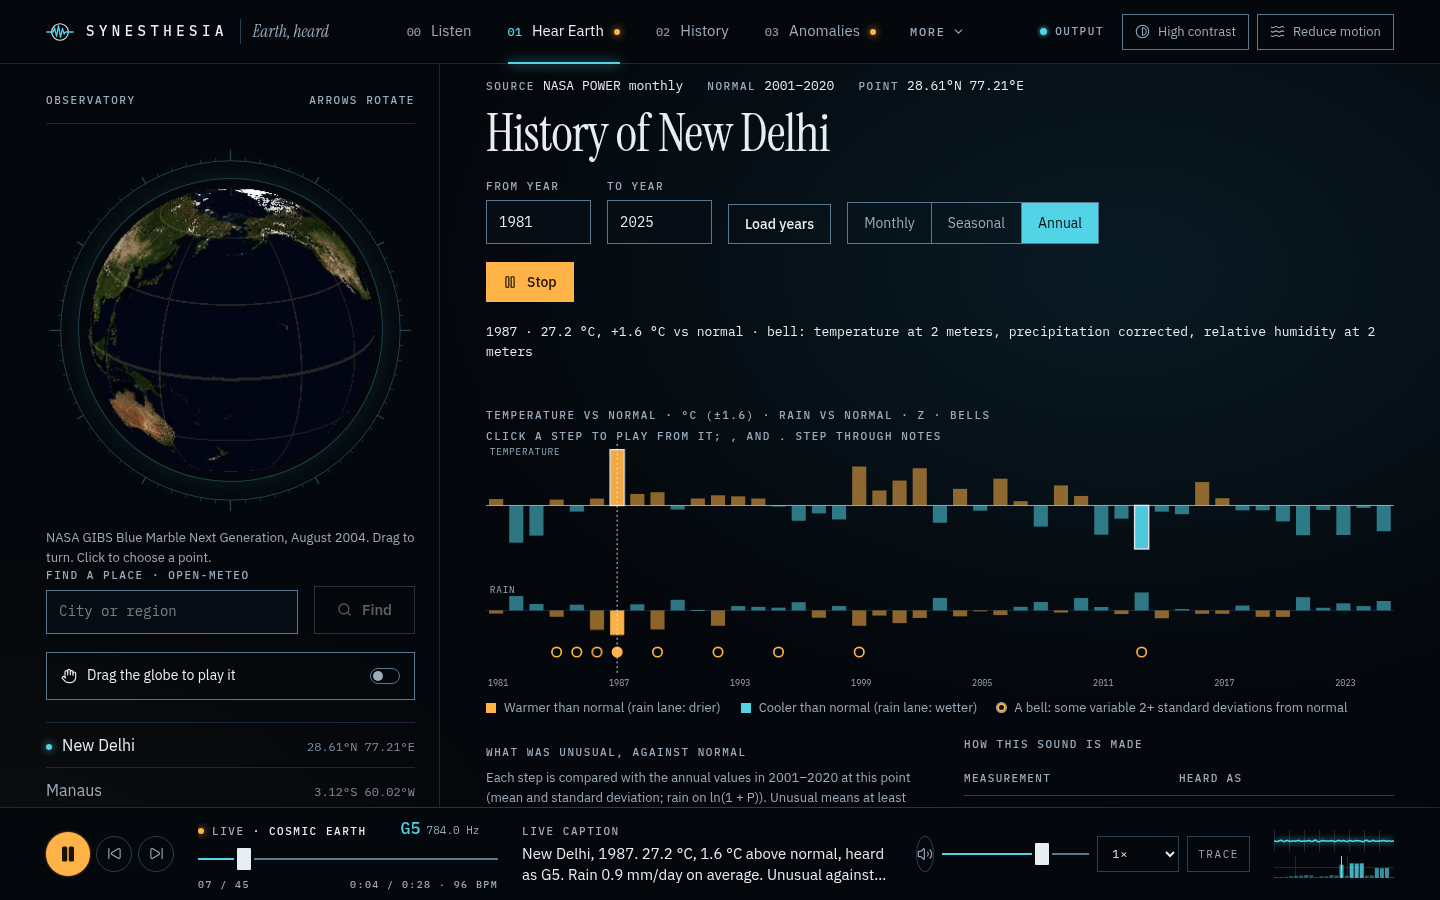 SYNESTHESIA
Earth, heard
00 Listen
01 Hear Earth
02 History
03 Anomalies
MORE
OUTPUT
High contrast
Reduce motion
OBSERVATORY
ARROWS ROTATE
NASA GIBS Blue Marble Next Generation, August 2004. Drag to
turn. Click to choose a point.
FIND A PLACE · OPEN-METEO
City or region
Find
Drag the globe to play it
New Delhi 28.61°N 77.21°E
Manaus 3.12°S 60.02°W
SOURCE NASA POWER monthly NORMAL 2001–2020 POINT 28.61°N 77.21°E
History of New Delhi
FROM YEAR TO YEAR
1981 2025 Load years Monthly Seasonal Annual
Stop
1987 · 27.2 °C, +1.6 °C vs normal · bell: temperature at 2 meters, precipitation corrected, relative humidity at 2
meters
TEMPERATURE VS NORMAL · °C (±1.6) · RAIN VS NORMAL · Z · BELLS
CLICK A STEP TO PLAY FROM IT; , AND . STEP THROUGH NOTES
TEMPERATURE
RAIN
1981 1987 1993 1999 2005 2011 2017 2023
Warmer than normal (rain lane: drier) Cooler than normal (rain lane: wetter) A bell: some variable 2+ standard deviations from normal
WHAT WAS UNUSUAL, AGAINST NORMAL
Each step is compared with the annual values in 2001–2020 at this point
(mean and standard deviation; rain on ln(1 + P)). Unusual means at least
HOW THIS SOUND IS MADE
MEASUREMENT HEARD AS
LIVE · COSMIC EARTH G5 784.0 Hz
07 / 45 0:04 / 0:28 · 96 BPM
LIVE CAPTION
New Delhi, 1987. 27.2 °C, 1.6 °C above normal, heard
as G5. Rain 0.9 mm/day on average. Unusual against...
1×
TRACE